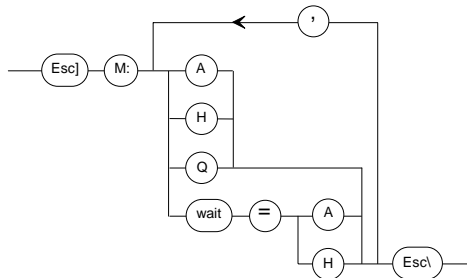 ,
Esc] M: A
H
Q
wait = A
H Esc\